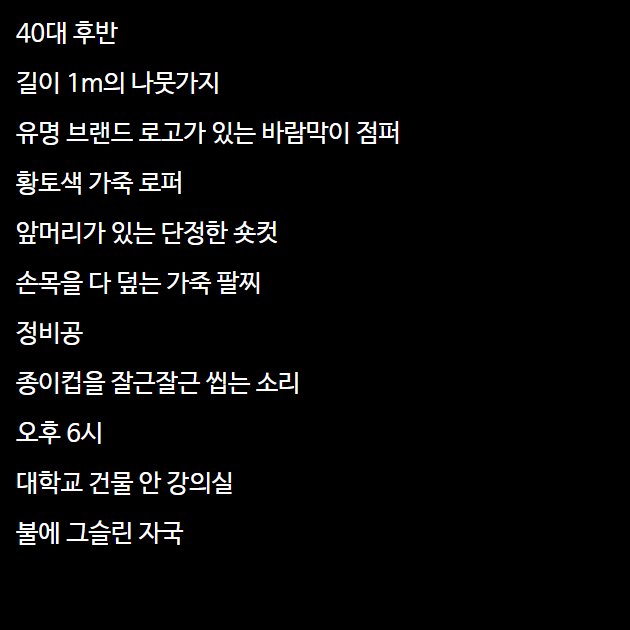 40대 후반
길이 1m의 나뭇가지
유명 브랜드 로고가 있는 바람막이 점퍼
황토색 가죽 로퍼
앞머리가 있는 단정한 숏컷
손목을 다 덮는 가죽 팔찌
정비공
종이컵을 잘근잘근 씹는 소리
오후 6시
대학교 건물 안 강의실
불에 그슬린 자국